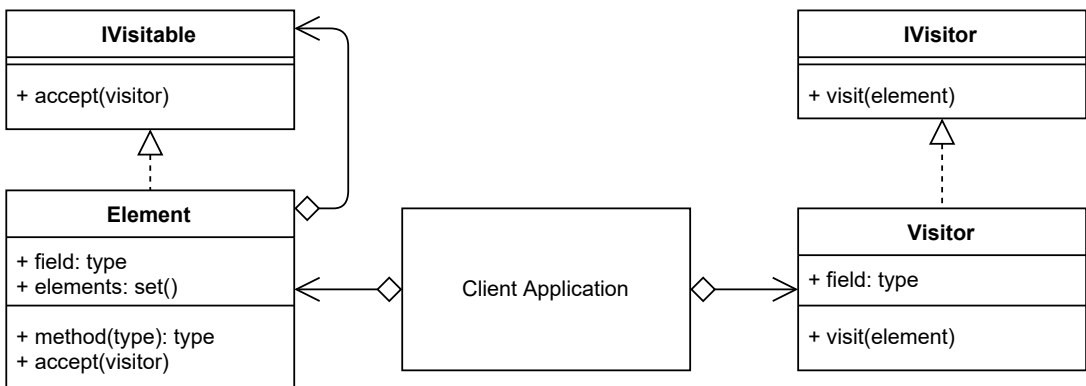 IVisitable
+ accept(visitor)
Element
+ field: type
+ elements: set()
+ method(type): type
+ accept(visitor)
Client Application
IVisitor
+ visit(element)
Visitor
+ field: type
+ visit(element)